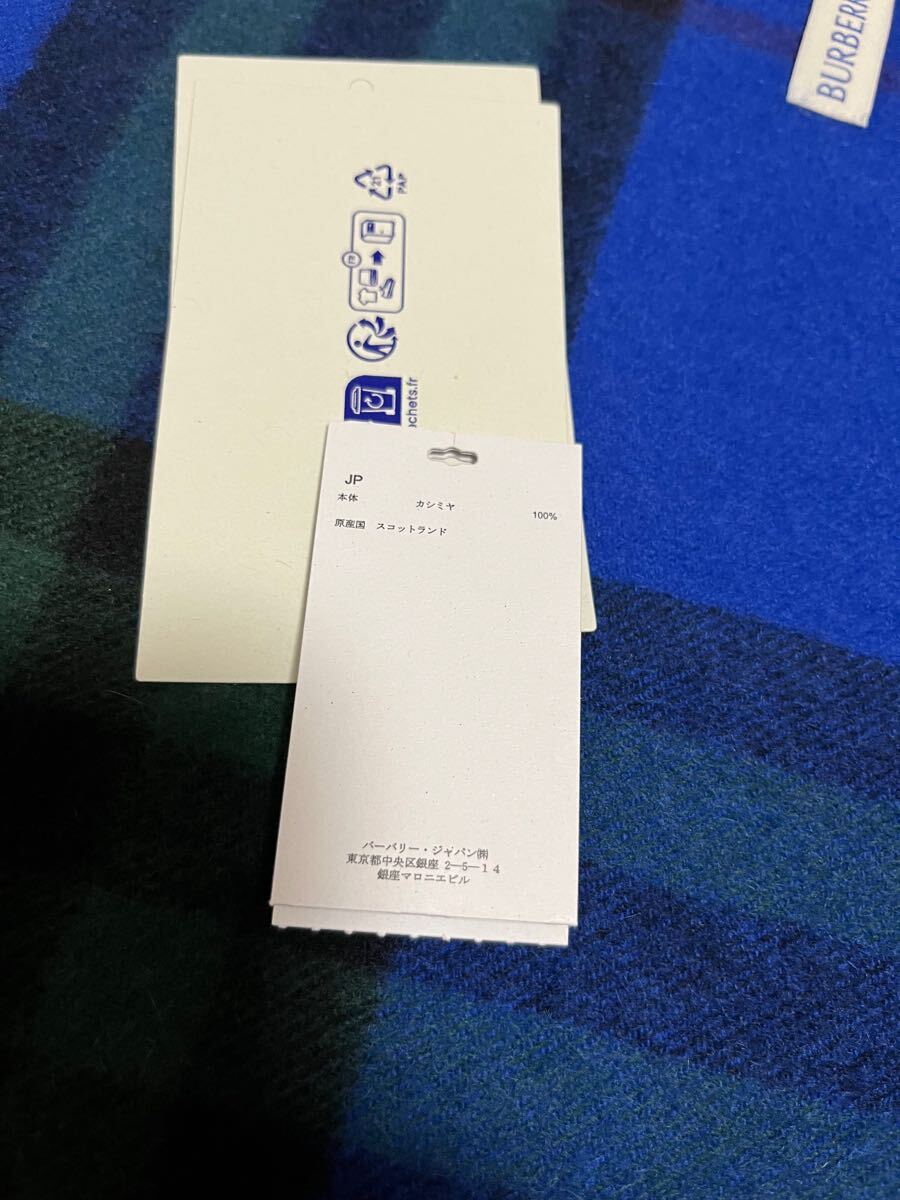 BURBERR
21
PAP
FR
chets.fr
JP
本体 カシミヤ 100%
原産国 スコットランド
バーバリー・ジャパン㈱
東京都中央区銀座 2―5―14
銀座マロニエビル